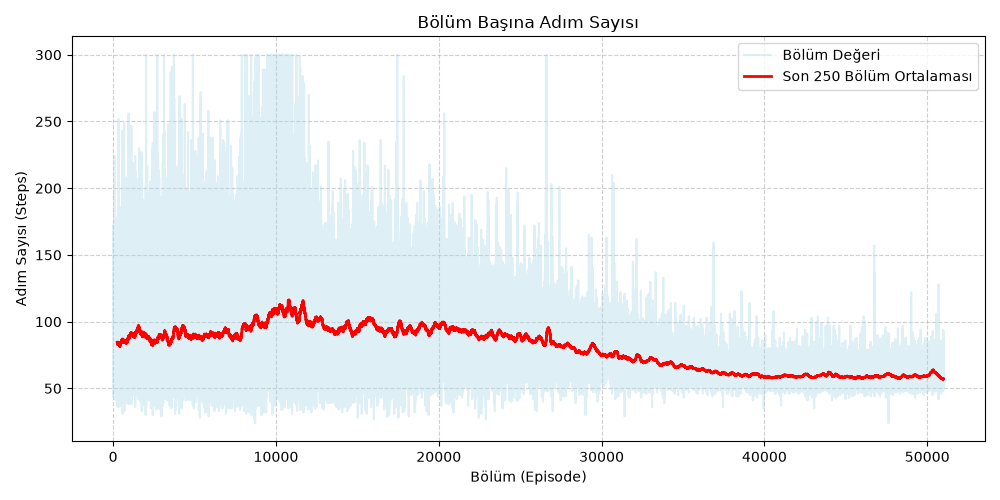 Bölüm Başına Adım Sayısı
Bölüm Değeri
Son 250 Bölüm Ortalaması
Adım Sayısı (Steps)
300
250
200
150
100
50
0
10000
20000
30000
40000
50000
Bölüm (Episode)